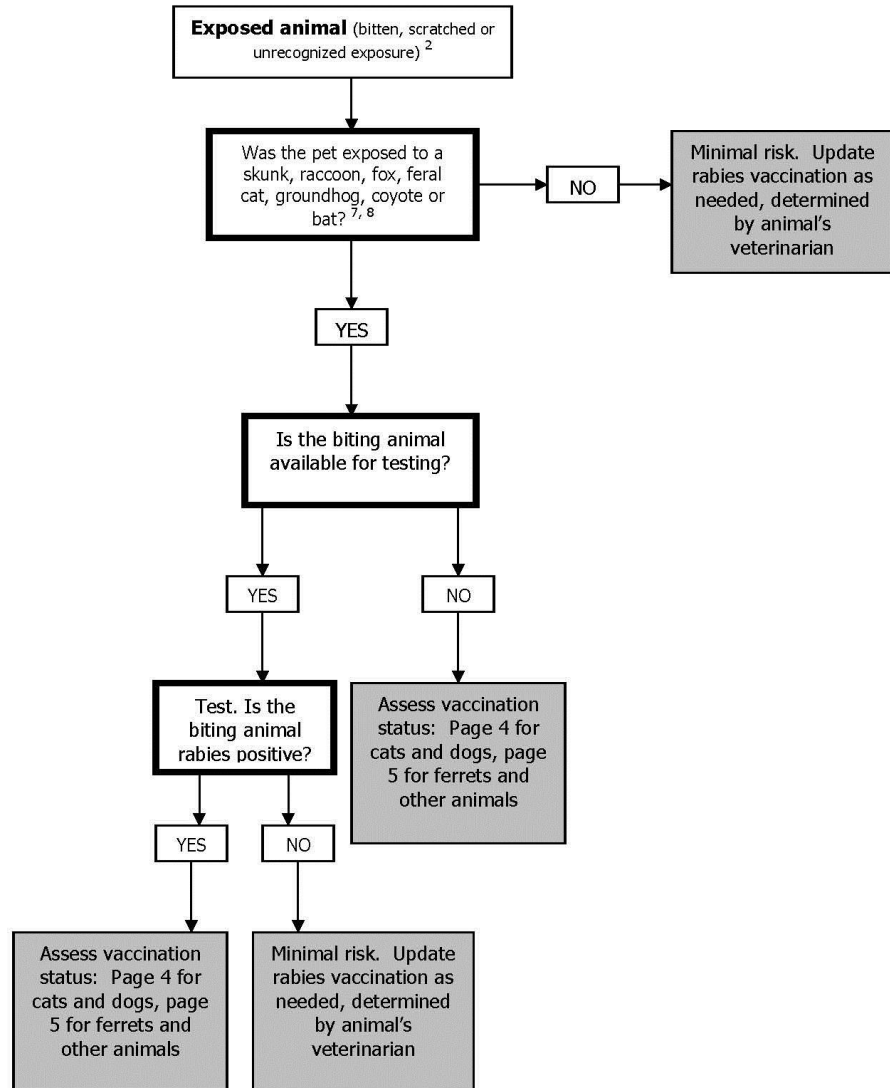 Exposed animal (bitten, scratched or
unrecognized exposure) 2
Was the pet exposed to a
skunk, raccoon, fox, feral
cat, groundhog, coyote or
bat? 7, 8
NO
Minimal risk. Update
rabies vaccination as
needed, determined
by animal's
veterinarian
YES
Is the biting animal
available for testing?
YES
NO
Test. Is the
biting animal
rabies positive?
Assess vaccination
status: Page 4 for
cats and dogs, page
5 for ferrets and
other animals
YES
NO
Assess vaccination
status: Page 4 for
cats and dogs, page
5 for ferrets and
other animals
Minimal risk. Update
rabies vaccination as
needed, determined
by animal's
veterinarian